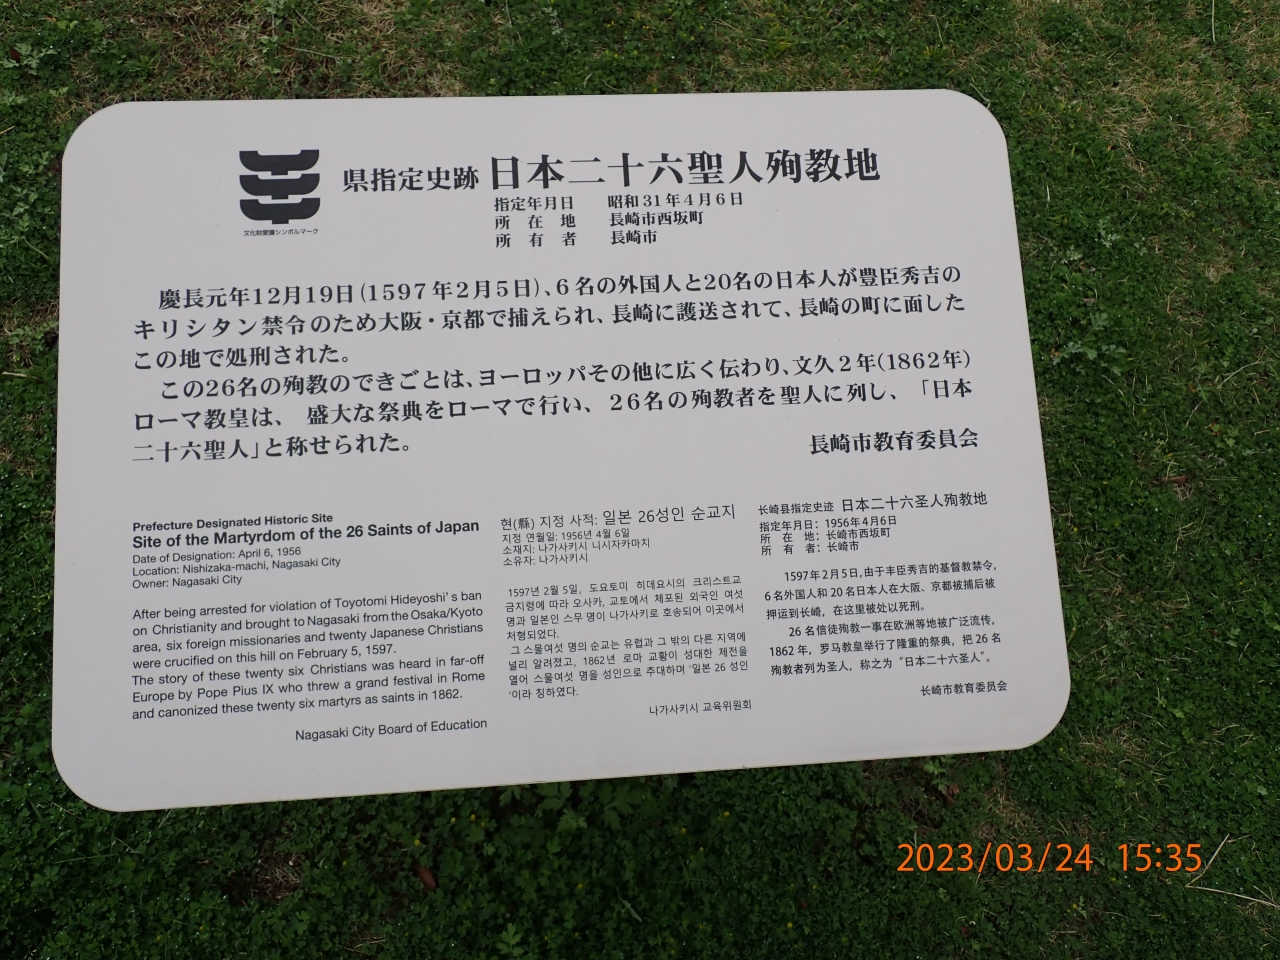 県指定史跡 日本二十六聖人殉教地
文化財愛護シンボルマーク
指定年月日 昭和31年4月6日
所在地 長崎市西坂町
所有者 長崎市
慶長元年12月19日(1597年2月5日)、6名の外国人と20名の日本人が豊臣秀吉の
キリシタン禁令のため大阪・京都で捕えられ、長崎に護送されて、長崎の町に面した
この地で処刑された。
この26名の殉教のできごとは、ヨーロッパその他に広く伝わり、文久2年(1862年)
ローマ教皇は、 盛大な祭典をローマで行い、26名の殉教者を聖人に列し、「日本
二十六聖人」と称せられた。
長崎市教育委員会
Prefecture Designated Historic Site
Site of the Martyrdom of the 26 Saints of Japan
Date of Designation: April 6, 1956
Location: Nishizaka-machi, Nagasaki City
Owner: Nagasaki City
After being arrested for violation of Toyotomi Hideyoshi's ban
on Christianity and brought to Nagasaki from the Osaka/Kyoto
area, six foreign missionaries and twenty Japanese Christians
were crucified on this hill on February 5, 1597.
The story of these twenty six Christians was heard in far-off
Europe by Pope Pius IX who threw a grand festival in Rome
and canonized these twenty six martyrs as saints in 1862.
Nagasaki City Board of Education
현(縣) 지정 사적: 일본 26성인 순교지
지정 연월일: 1956년 4월 6일
소재지: 나가사키시 니시자카마치
소유자: 나가사키시
1597년 2월 5일, 도요토미 히데요시의 크리스트교
금지령에 따라 오사카, 교토에서 체포된 외국인 여섯
명과 일본인 스무 명이 나가사키로 호송되어 이곳에서
처형되었다.
그 스물여섯 명의 순교는 유럽과 그 밖의 다른 지역에
널리 알려졌고, 1862년 로마 교황이 성대한 제전을
열어 스물여섯 명을 성인으로 추대하며 '일본 26 성인
'이라 칭하였다.
나가사키시 교육위원회
长崎县指定史迹 日本二十六圣人殉教地
指定年月日: 1956年4月6日
所在地: 长崎市西坂町
所有者: 长崎市
1597年2月5日,由于丰臣秀吉的基督教禁令,
6名外国人和20名日本人在大阪、京都被捕后被
押运到长崎,在这里被处以死刑。
26名信徒殉教一事在欧洲等地被广泛流传,
1862年,罗马教皇举行了隆重的祭典,把26名
殉教者列为圣人,称之为“日本二十六圣人”。
长崎市教育委员会
2023/03/24 15:35